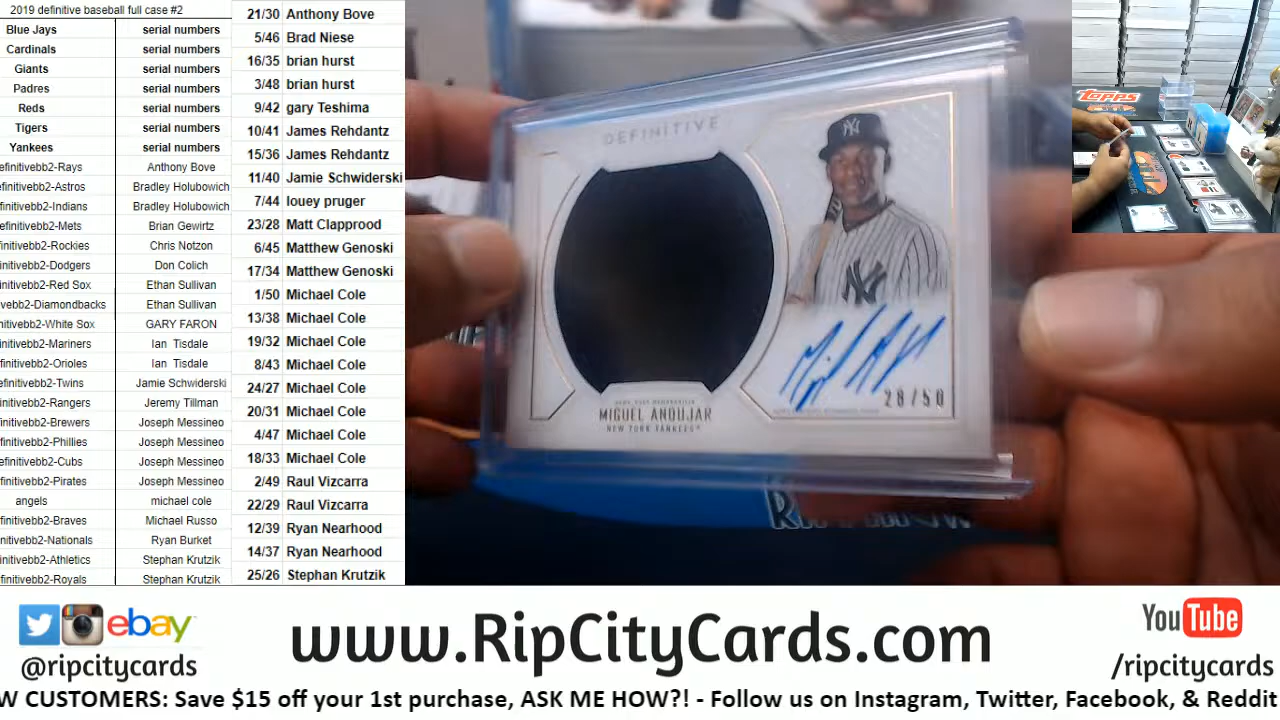 2019 definitive baseball full case #2
Blue Jays serial numbers
Cardinals serial numbers
Giants serial numbers
Padres serial numbers
Reds serial numbers
Tigers serial numbers
Yankees serial numbers
efinitivebb2-Rays Anthony Bove
efinitivebb2-Astros Bradley Holubowich
efinitivebb2-Indians Bradley Holubowich
efinitivebb2-Mets Brian Gewirtz
initivebb2-Rockies Chris Notzon
initivebb2-Dodgers Don Colich
initivebb2-Red Sox Ethan Sullivan
vebb2-Diamondbacks Ethan Sullivan
nitivebb2-White Sox GARY FARON
initivebb2-Mariners Ian Tisdale
initivebb2-Orioles Ian Tisdale
efinitivebb2-Twins Jamie Schwiderski
initivebb2-Rangers Jeremy Tillman
initivebb2-Brewers Joseph Messineo
initivebb2-Phillies Joseph Messineo
efinitivebb2-Cubs Joseph Messineo
initivebb2-Pirates Joseph Messineo
angels michael cole
finitivebb2-Braves Michael Russo
initivebb2-Nationals Ryan Burket
initivebb2-Athletics Stephan Krutzik
finitivebb2-Royals Stephan Krutzik
21/30 Anthony Bove
5/46 Brad Niese
16/35 brian hurst
3/48 brian hurst
9/42 gary Teshima
10/41 James Rehdantz
15/36 James Rehdantz
11/40 Jamie Schwiderski
7/44 louey pruger
23/28 Matt Clapprood
6/45 Matthew Genoski
17/34 Matthew Genoski
1/50 Michael Cole
13/38 Michael Cole
19/32 Michael Cole
8/43 Michael Cole
24/27 Michael Cole
20/31 Michael Cole
4/47 Michael Cole
18/33 Michael Cole
2/49 Raul Vizcarra
22/29 Raul Vizcarra
12/39 Ryan Nearhood
14/37 Ryan Nearhood
25/26 Stephan Krutzik
DEFINITIVE
NY
MIGUEL ANDUJAR
NEW YORK YANKEES
28/50
TOPPS
ebay
@ripcitycards
www.RipCityCards.com
YouTube
/ripcitycards
W CUSTOMERS: Save $15 off your 1st purchase, ASK ME HOW?! - Follow us on Instagram, Twitter, Facebook, & Reddit